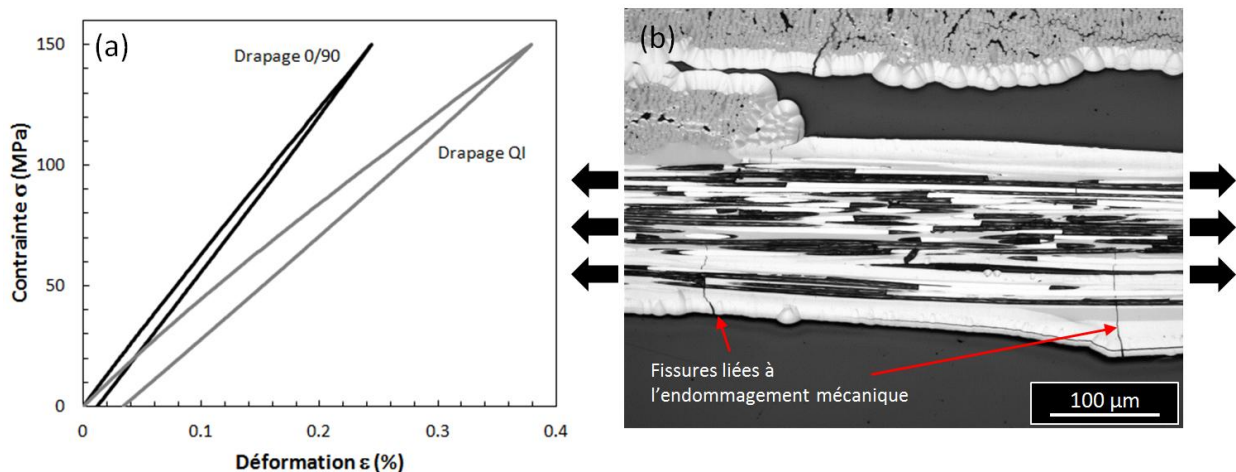 (a)
Drapage 0/90
Drapage QI
Contrainte σ (MPa)
150
100
50
0
0
0.1
0.2
0.3
0.4
Déformation ε (%)
(b)
Fissures liées à
l'endommagement mécanique
100 µm